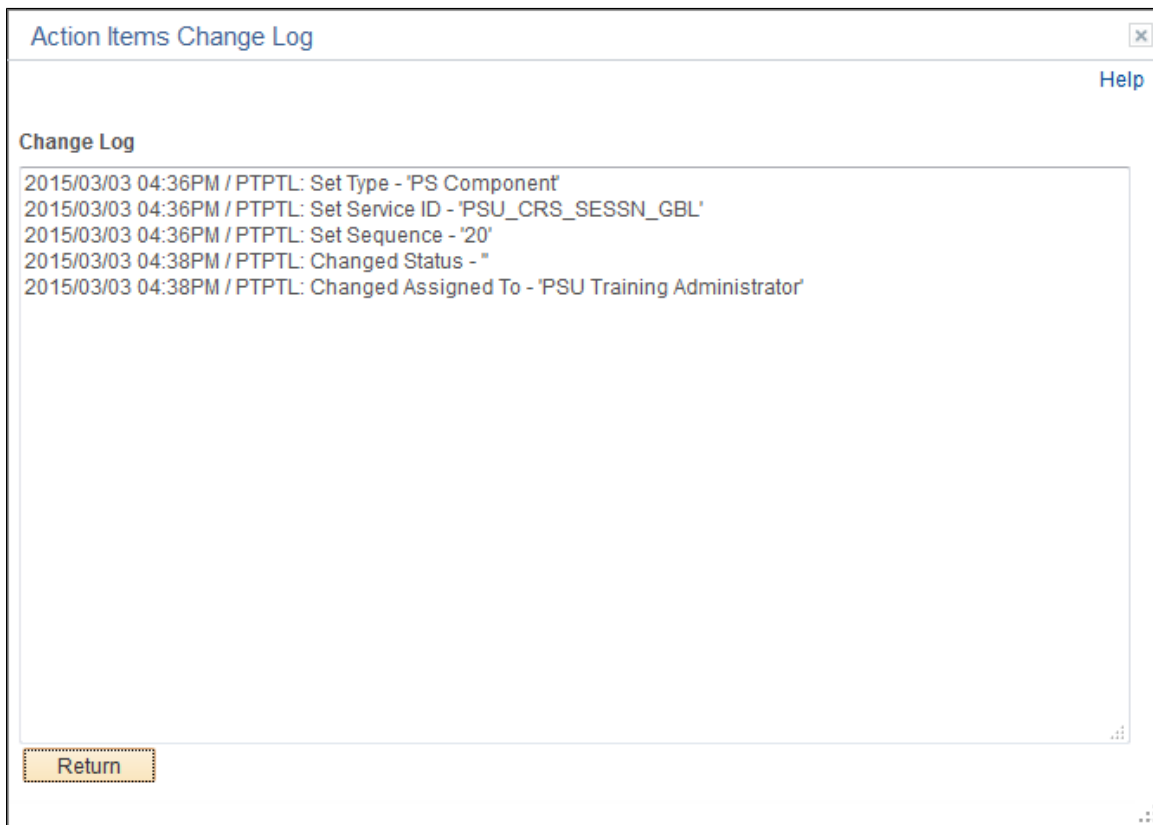 Action Items Change Log
Help
Change Log
2015/03/03 04:36PM / PTPTL: Set Type - 'PS Component'
2015/03/03 04:36PM / PTPTL: Set Service ID - 'PSU_CRS_SESSN_GBL'
2015/03/03 04:36PM / PTPTL: Set Sequence - '20'
2015/03/03 04:38PM / PTPTL: Changed Status - ''
2015/03/03 04:38PM / PTPTL: Changed Assigned To - 'PSU Training Administrator'
Return